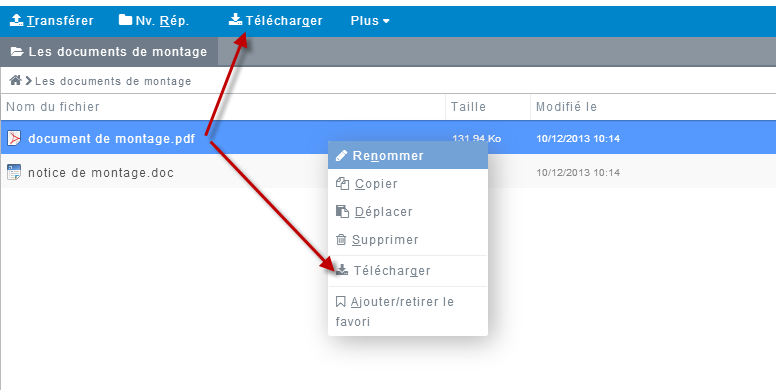 Transférer Nv. Rép. Télécharger Plus
Les documents de montage
Les documents de montage
Nom du fichier Taille Modifié le
document de montage.pdf 131.94 Ko 10/12/2013 10:14
notice de montage.doc 10/12/2013 10:14
Renommer
Copier
Déplacer
Supprimer
Télécharger
Ajouter/retirer le
favori